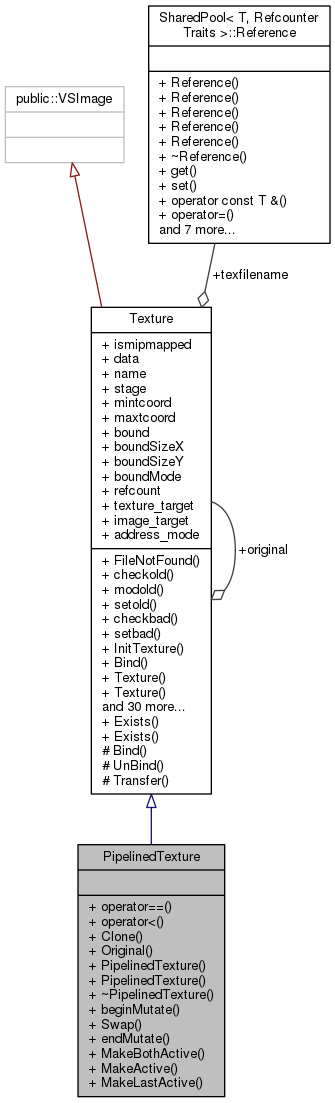 SharedPool< T, Refcounter
Traits >::Reference
+ Reference()
+ Reference()
+ Reference()
+ Reference()
+ Reference()
+ ~Reference()
+ get()
+ set()
+ operator const T &()
+ operator=()
and 7 more...
public::VSImage
+texfilename
Texture
+ ismipmapped
+ data
+ name
+ stage
+ mintcoord
+ maxtcoord
+ bound
+ boundSizeX
+ boundSizeY
+ boundMode
+ refcount
+ texture_target
+ image_target
+ address_mode
+ FileNotFound()
+ checkold()
+ modold()
+ setold()
+ checkbad()
+ setbad()
+ InitTexture()
+ Bind()
+ Texture()
+ Texture()
and 30 more...
+ Exists()
+ Exists()
# Bind()
# UnBind()
# Transfer()
+original
PipelinedTexture
+ operator==()
+ operator<()
+ Clone()
+ Original()
+ PipelinedTexture()
+ PipelinedTexture()
+ ~PipelinedTexture()
+ beginMutate()
+ Swap()
+ endMutate()
+ MakeBothActive()
+ MakeActive()
+ MakeLastActive()